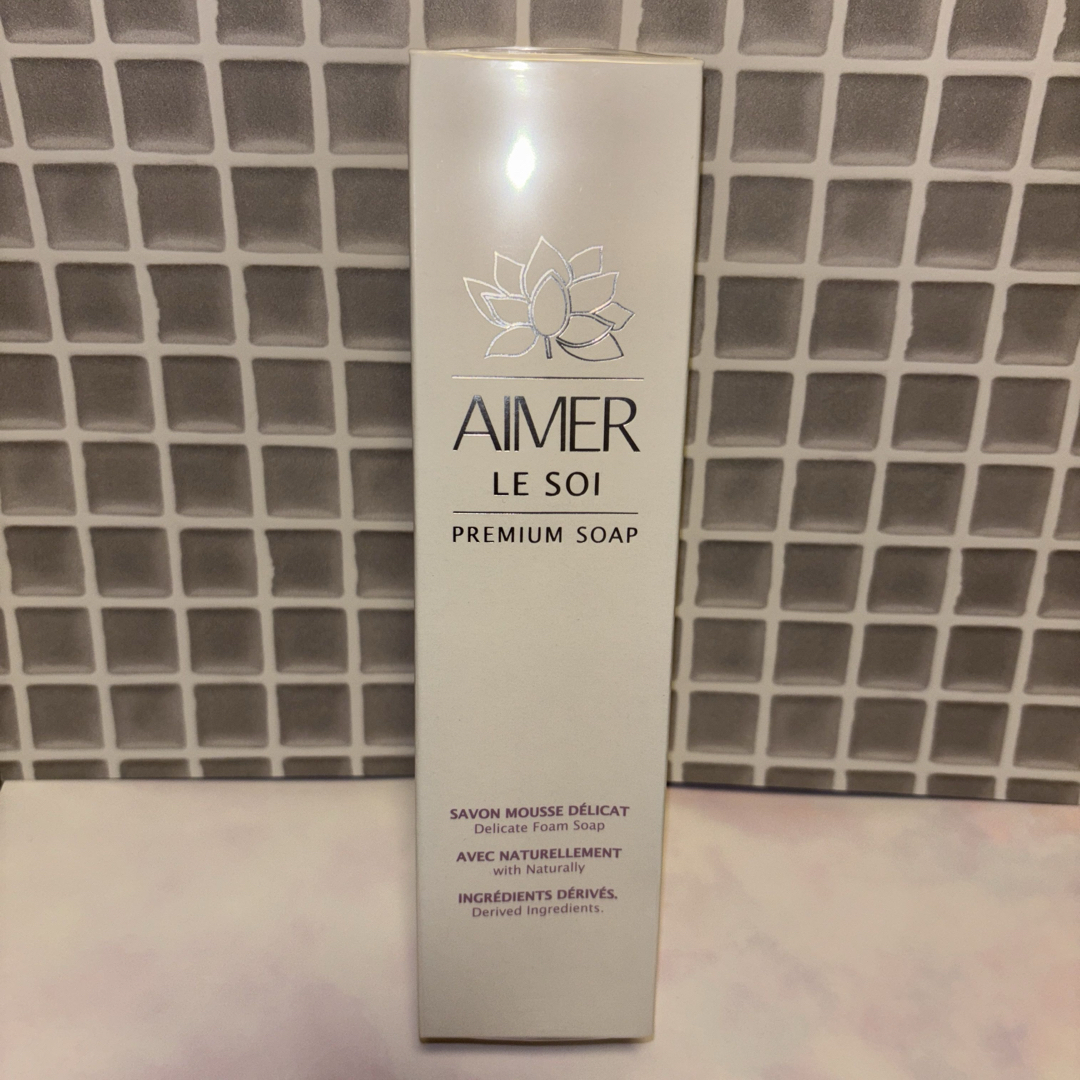 AIMER
LE SOI
PREMIUM SOAP
SAVON MOUSSE DÉLICAT
Delicate Foam Soap
AVEC NATURELLEMENT
with Naturally
INGRÉDIENTS DÉRIVÉS.
Derived Ingredients.